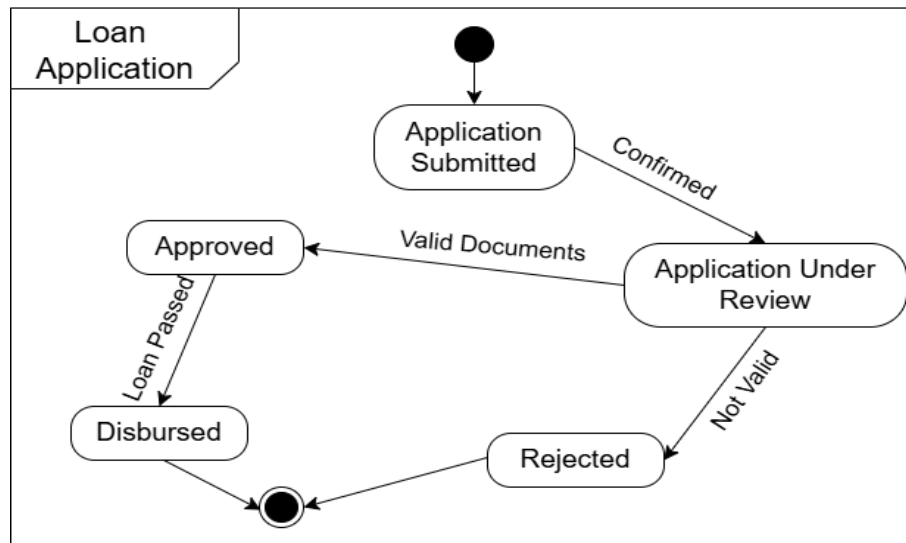 Loan
Application
Application
Submitted
Confirmed
Approved
Valid Documents
Application Under
Review
Loan Passed
Not Valid
Disbursed
Rejected